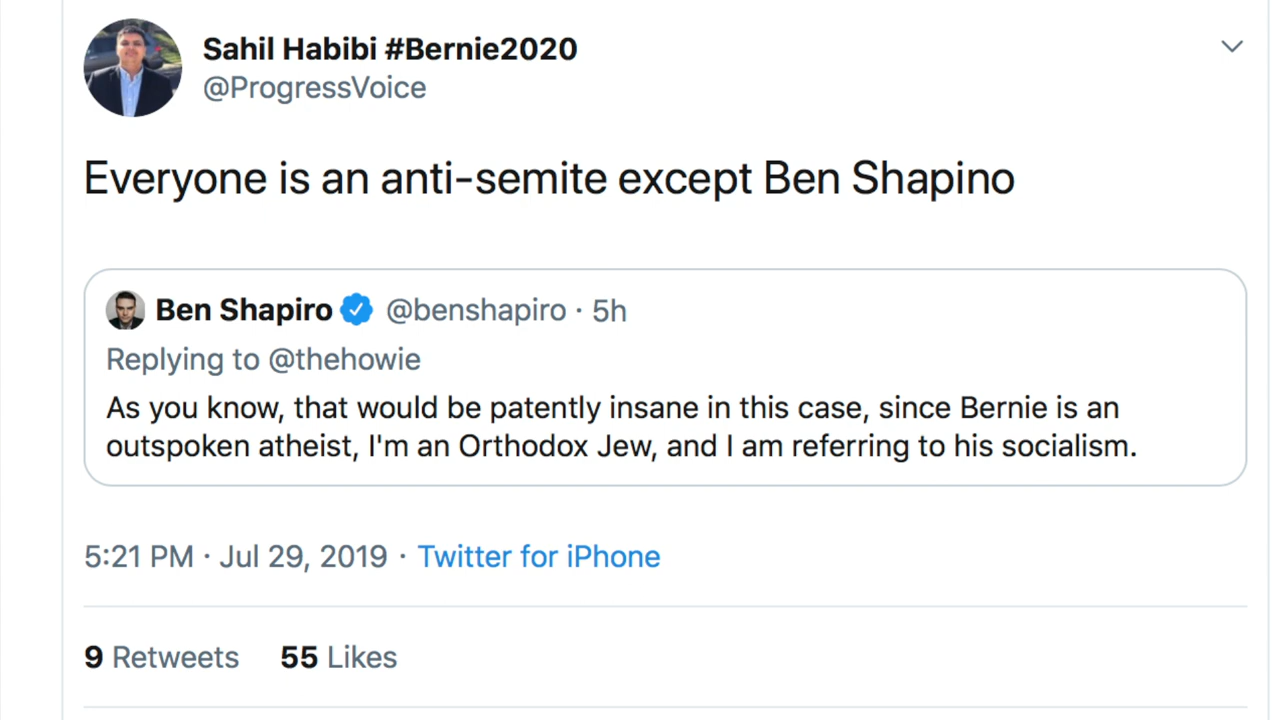 Sahil Habibi #Bernie2020
@ProgressVoice
Everyone is an anti-semite except Ben Shapino
Ben Shapiro @benshapiro · 5h
Replying to @thehowie
As you know, that would be patently insane in this case, since Bernie is an
outspoken atheist, I'm an Orthodox Jew, and I am referring to his socialism.
5:21 PM · Jul 29, 2019 · Twitter for iPhone
9 Retweets 55 Likes